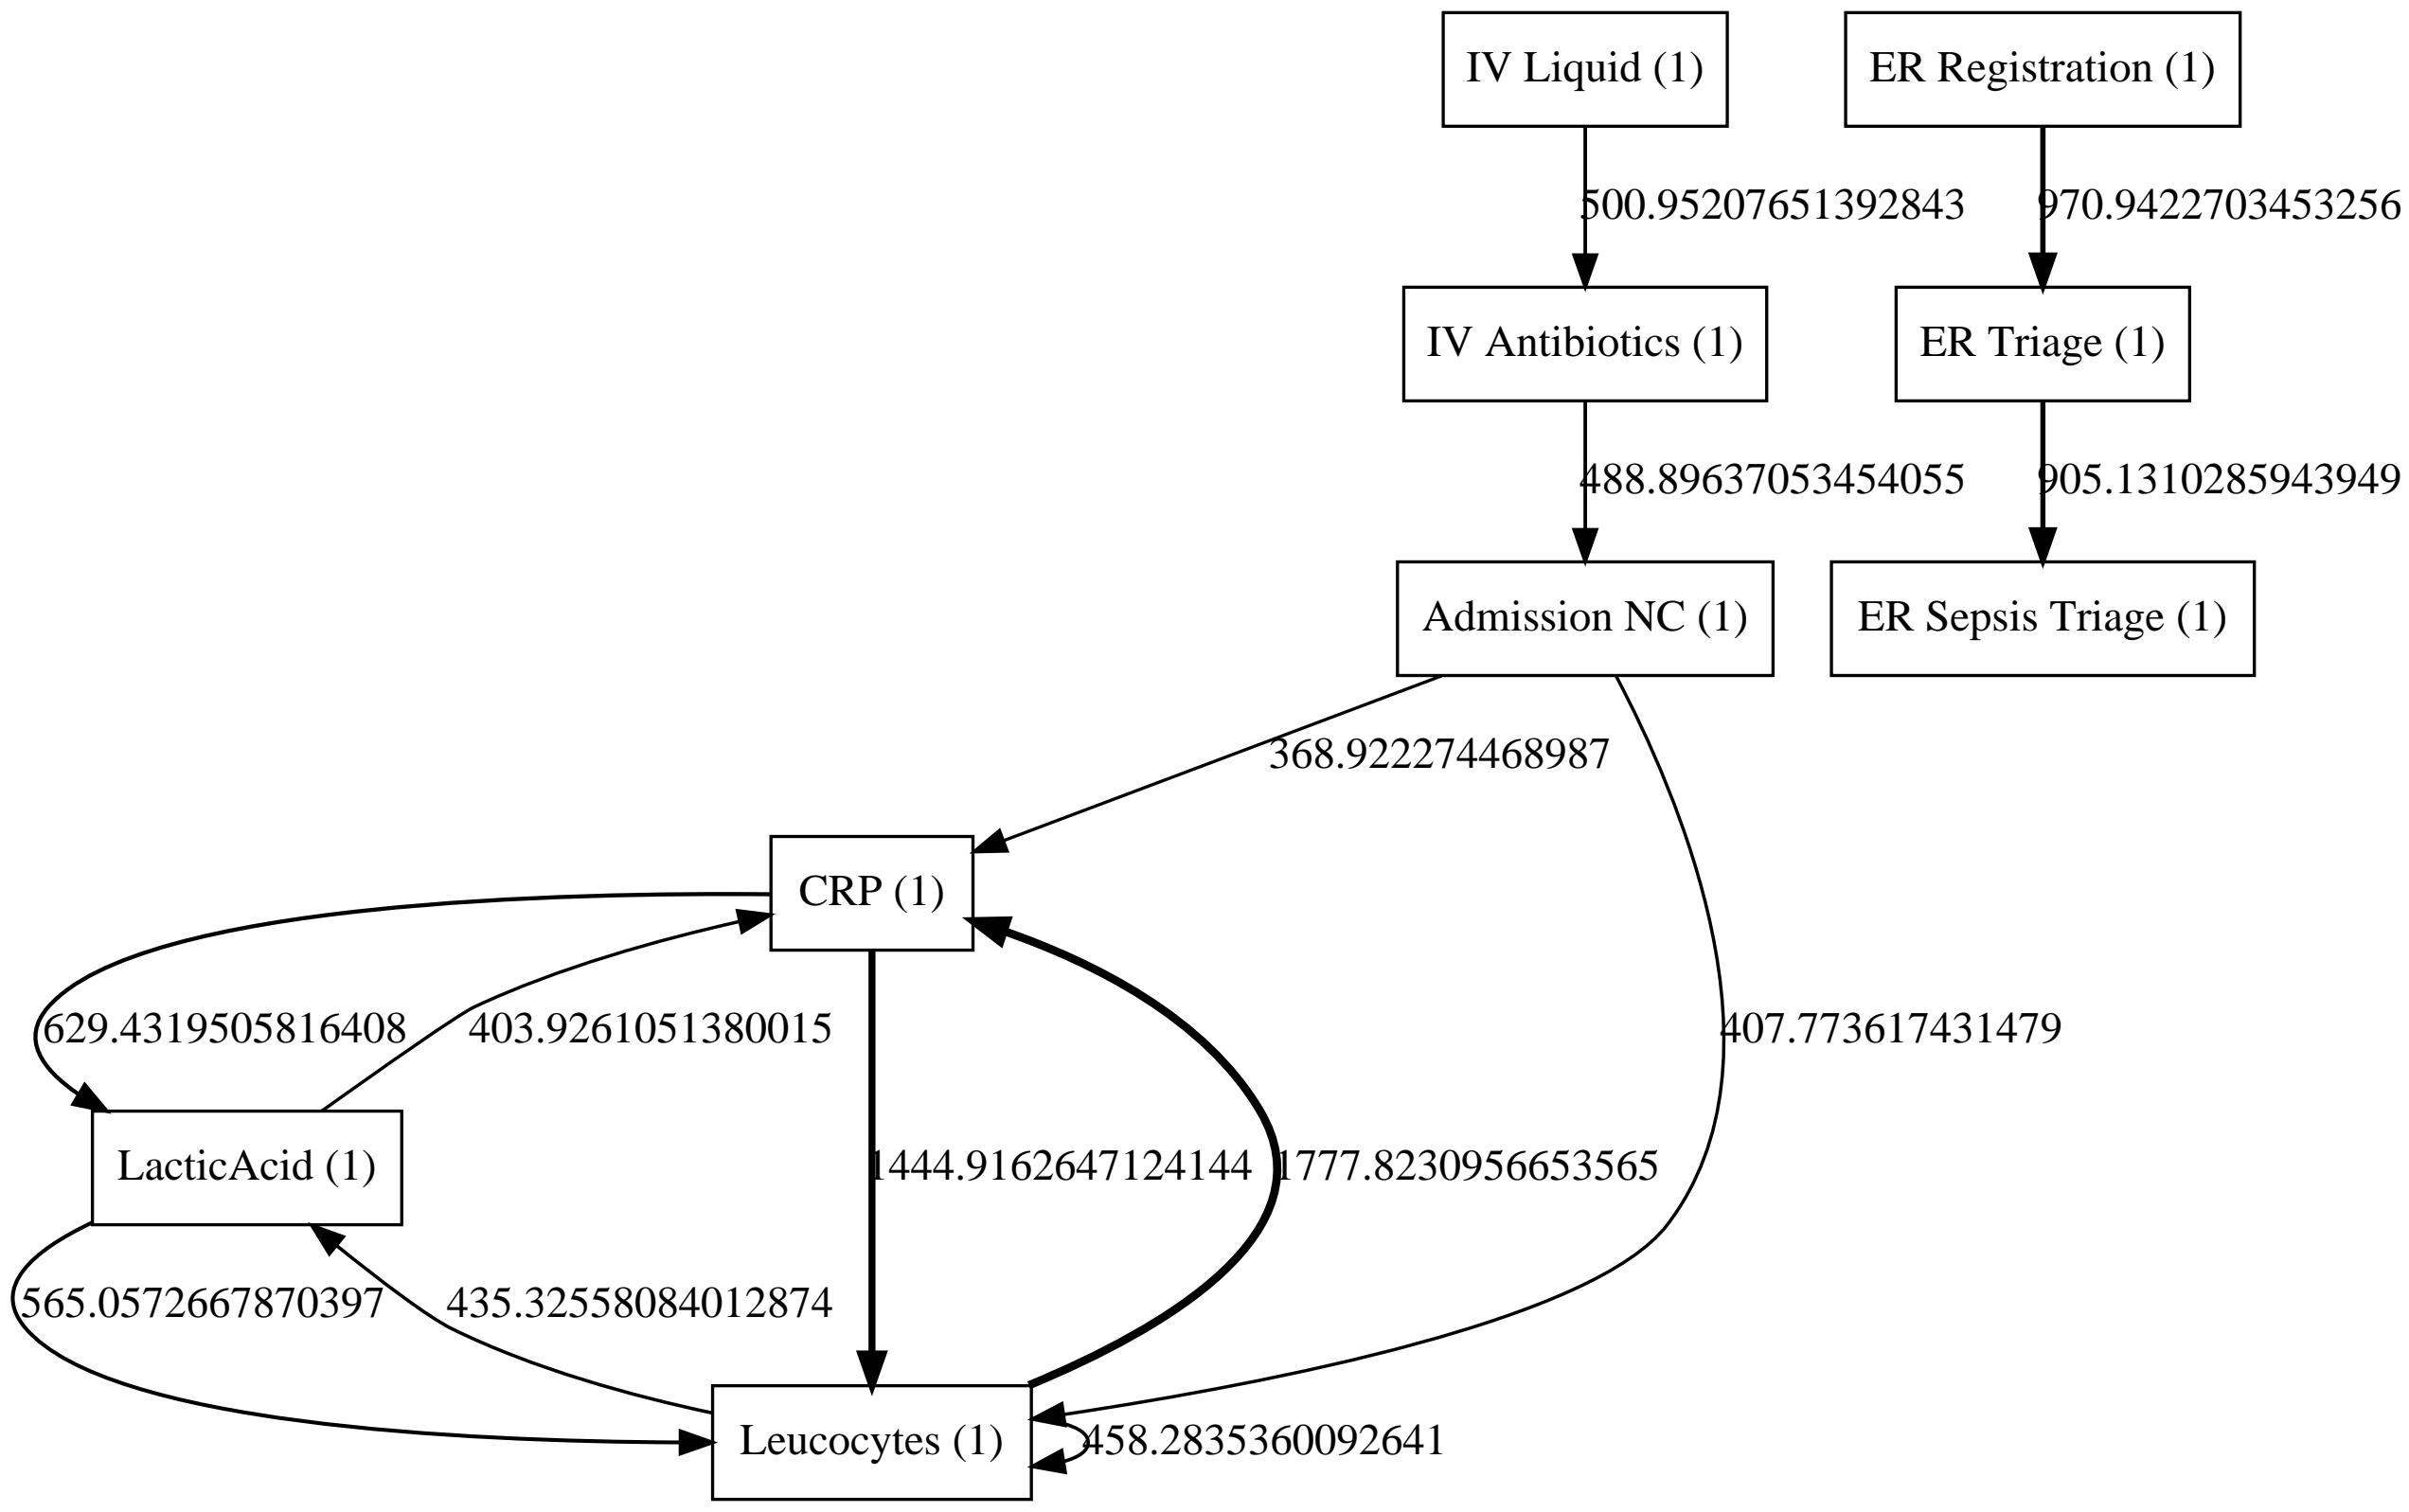 IV Liquid (1)
ER Registration (1)
500.95207651392843
970.9422703453256
IV Antibiotics (1)
ER Triage (1)
488.89637053454055
905.1310285943949
Admission NC (1)
ER Sepsis Triage (1)
368.922274468987
CRP (1)
629.4319505816408
403.9261051380015
407.773617431479
LacticAcid (1)
1444.9162647124144
1777.8230956653565
565.0572667870397
435.32558084012874
Leucocytes (1)
458.2835360092641